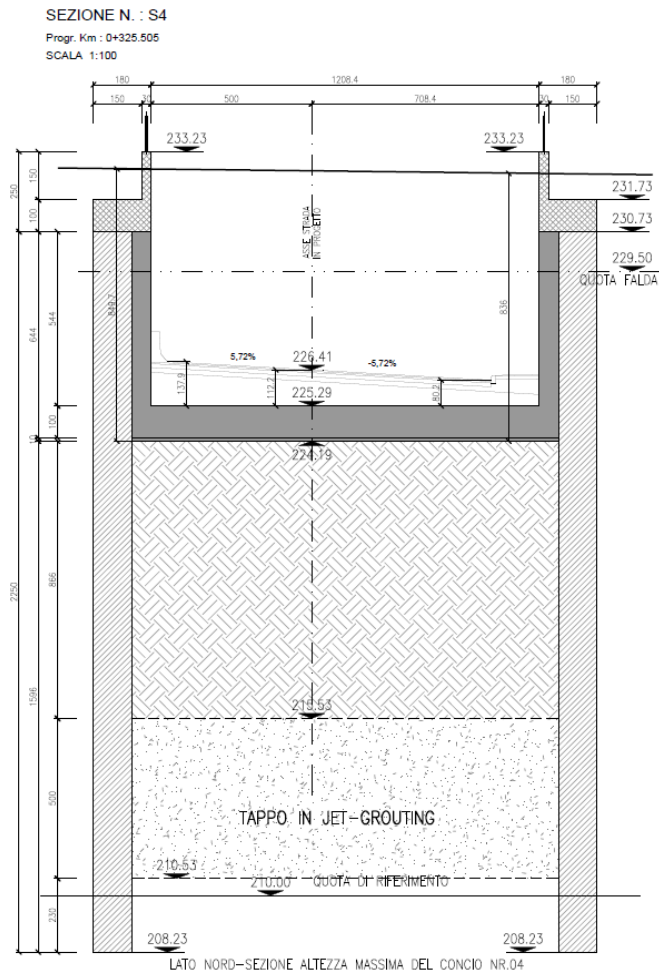 SEZIONE N. : S4
Progr. Km : 0+325.505
SCALA 1:100
180 1208.4 180
150 30 500 708.4 30 150
233.23 233.23
250 150 231.73
100 230.73
ASSE STRADA
IN PROGETTO
229.50
QUOTA FALDA
644 544 849.7 836
5,72% 226.41 -5,72%
137.9 112.2 80.2
225.29
100
10
224.19
2250 1596 866
215.53
500
TAPPO IN JET-GROUTING
210.53
210.00 QUOTA DI RIFERIMENTO
230
208.23 208.23
LATO NORD-SEZIONE ALTEZZA MASSIMA DEL CONCIO NR.04